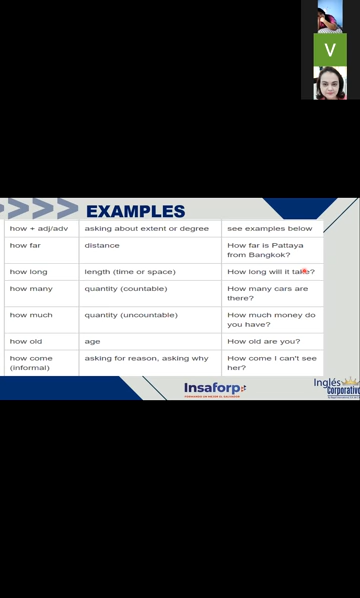 V
EXAMPLES
how + adj/adv asking about extent or degree see examples below
how far distance How far is Pattaya
from Bangkok?
how long length (time or space) How long will it take?
how many quantity (countable) How many cars are
there?
how much quantity (uncountable) How much money do
you have?
how old age How old are you?
how come asking for reason, asking why How come I can't see
(informal) her?
Insaforp
Inglés
corporativo